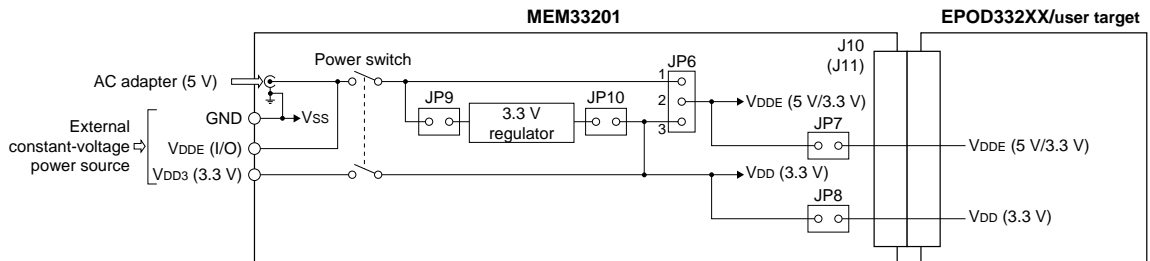 MEM33201
EPOD332XX/user target
J10
(J11)
Power switch
JP6
AC adapter (5 V)
1
2
3
JP9
3.3 V
regulator
JP10
VDDE (5 V/3.3 V)
GND
VSS
External
constant-voltage
power source
VDDE (I/O)
JP7
VDDE (5 V/3.3 V)
VDD3 (3.3 V)
VDD (3.3 V)
JP8
VDD (3.3 V)